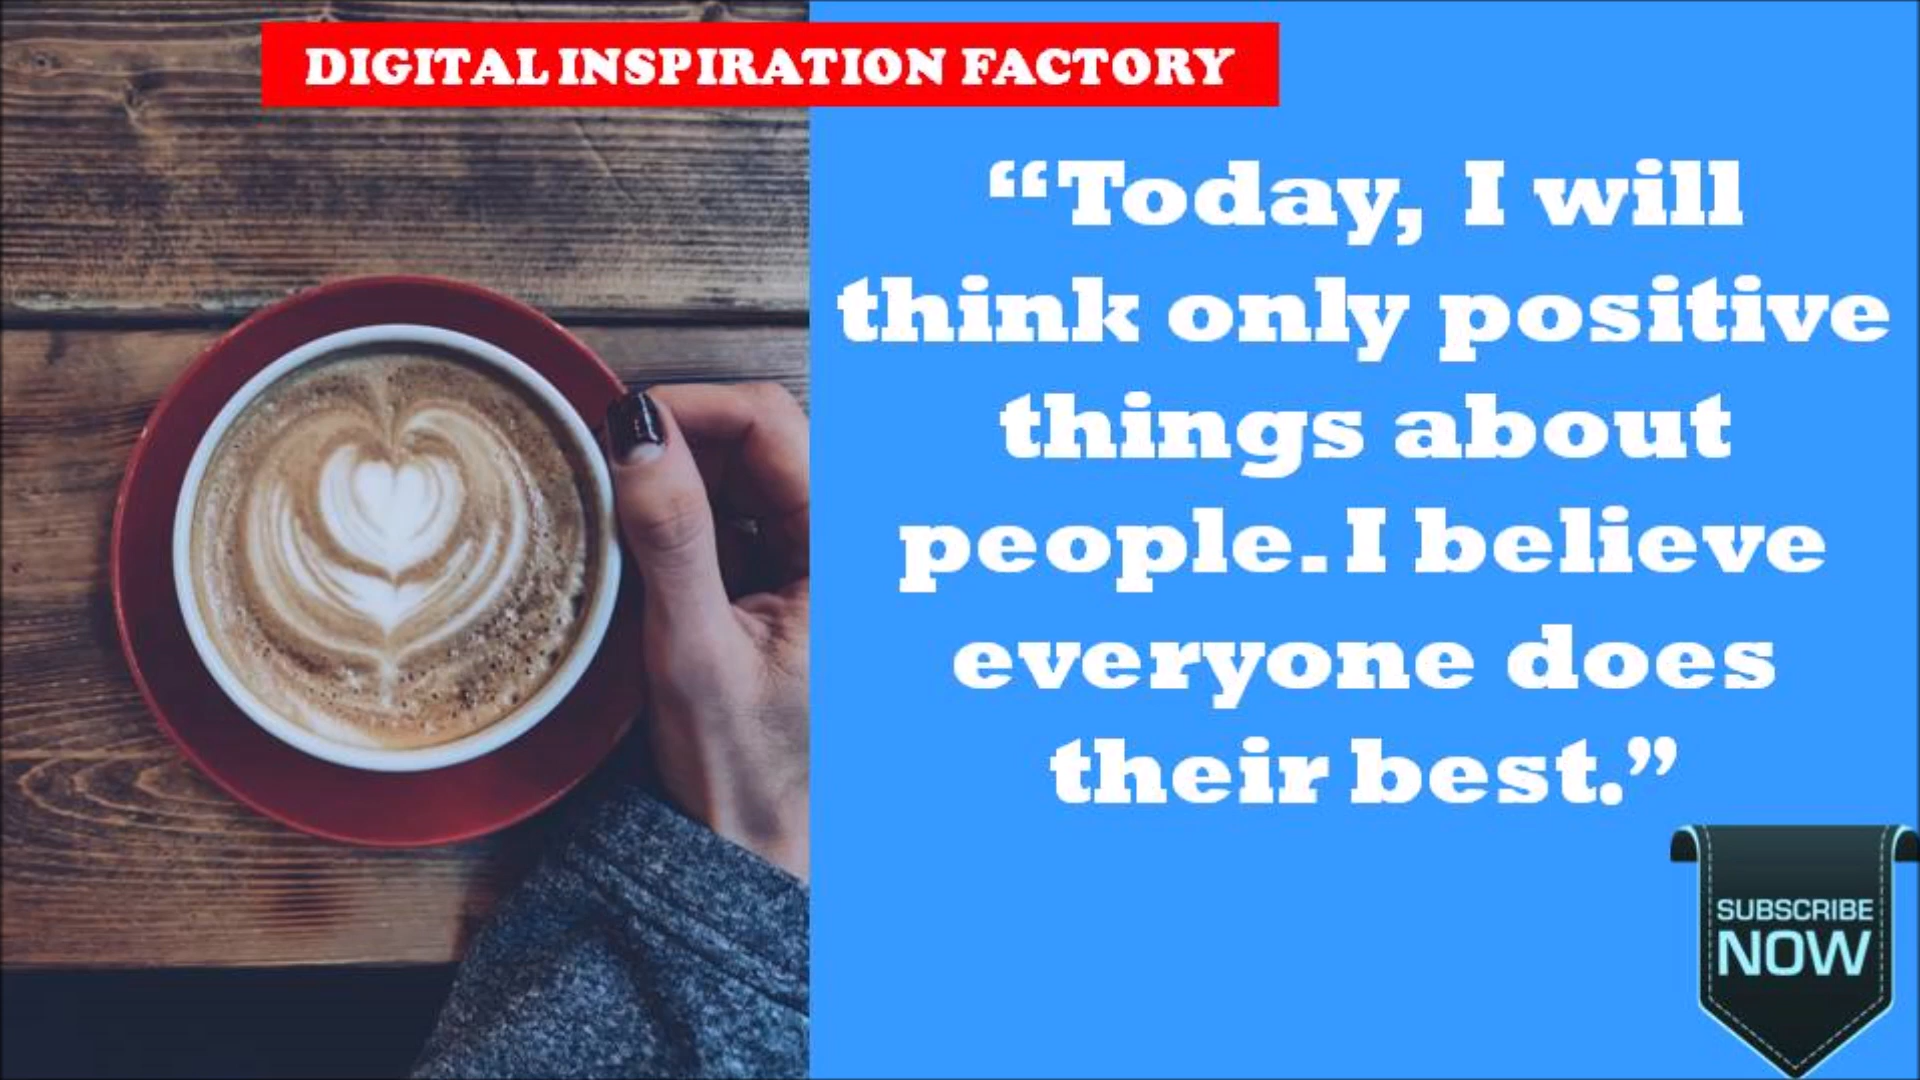 DIGITAL INSPIRATION FACTORY
“Today, I will
think only positive
things about
people. I believe
everyone does
their best.”
SUBSCRIBE
NOW